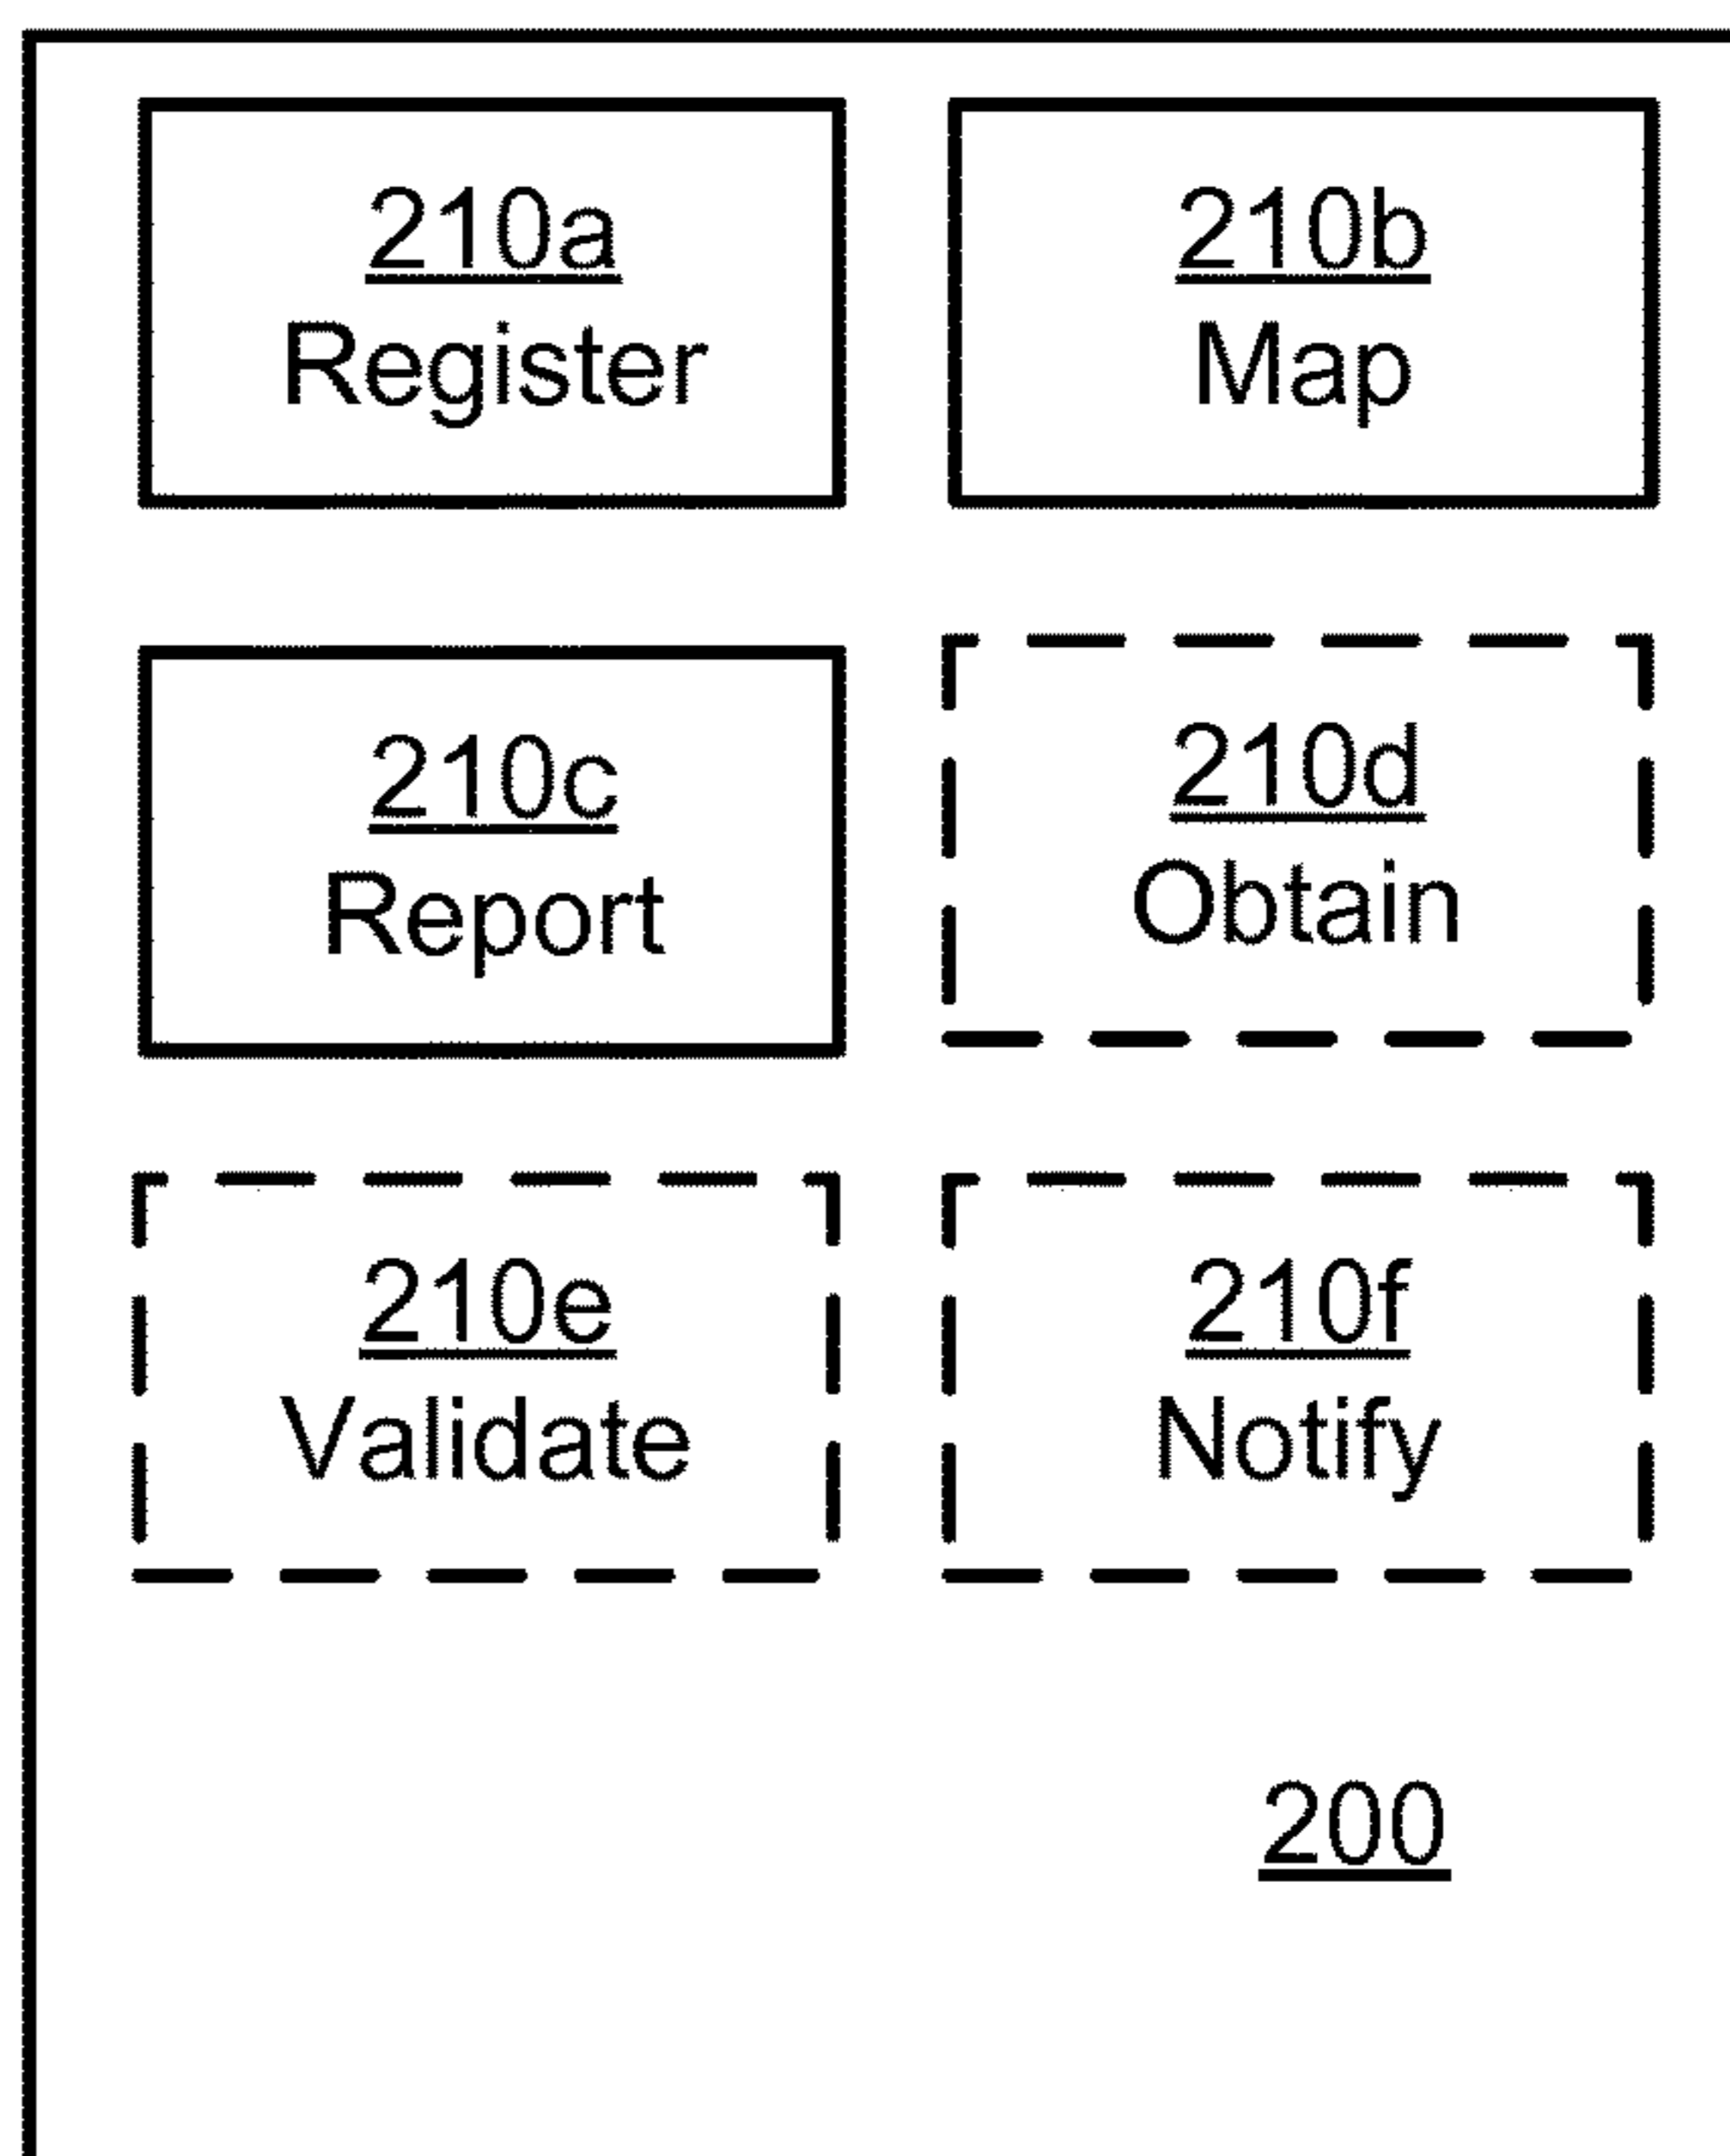 210a
Register
210b
Map
210c
Report
210d
Obtain
210e
Validate
210f
Notify
200